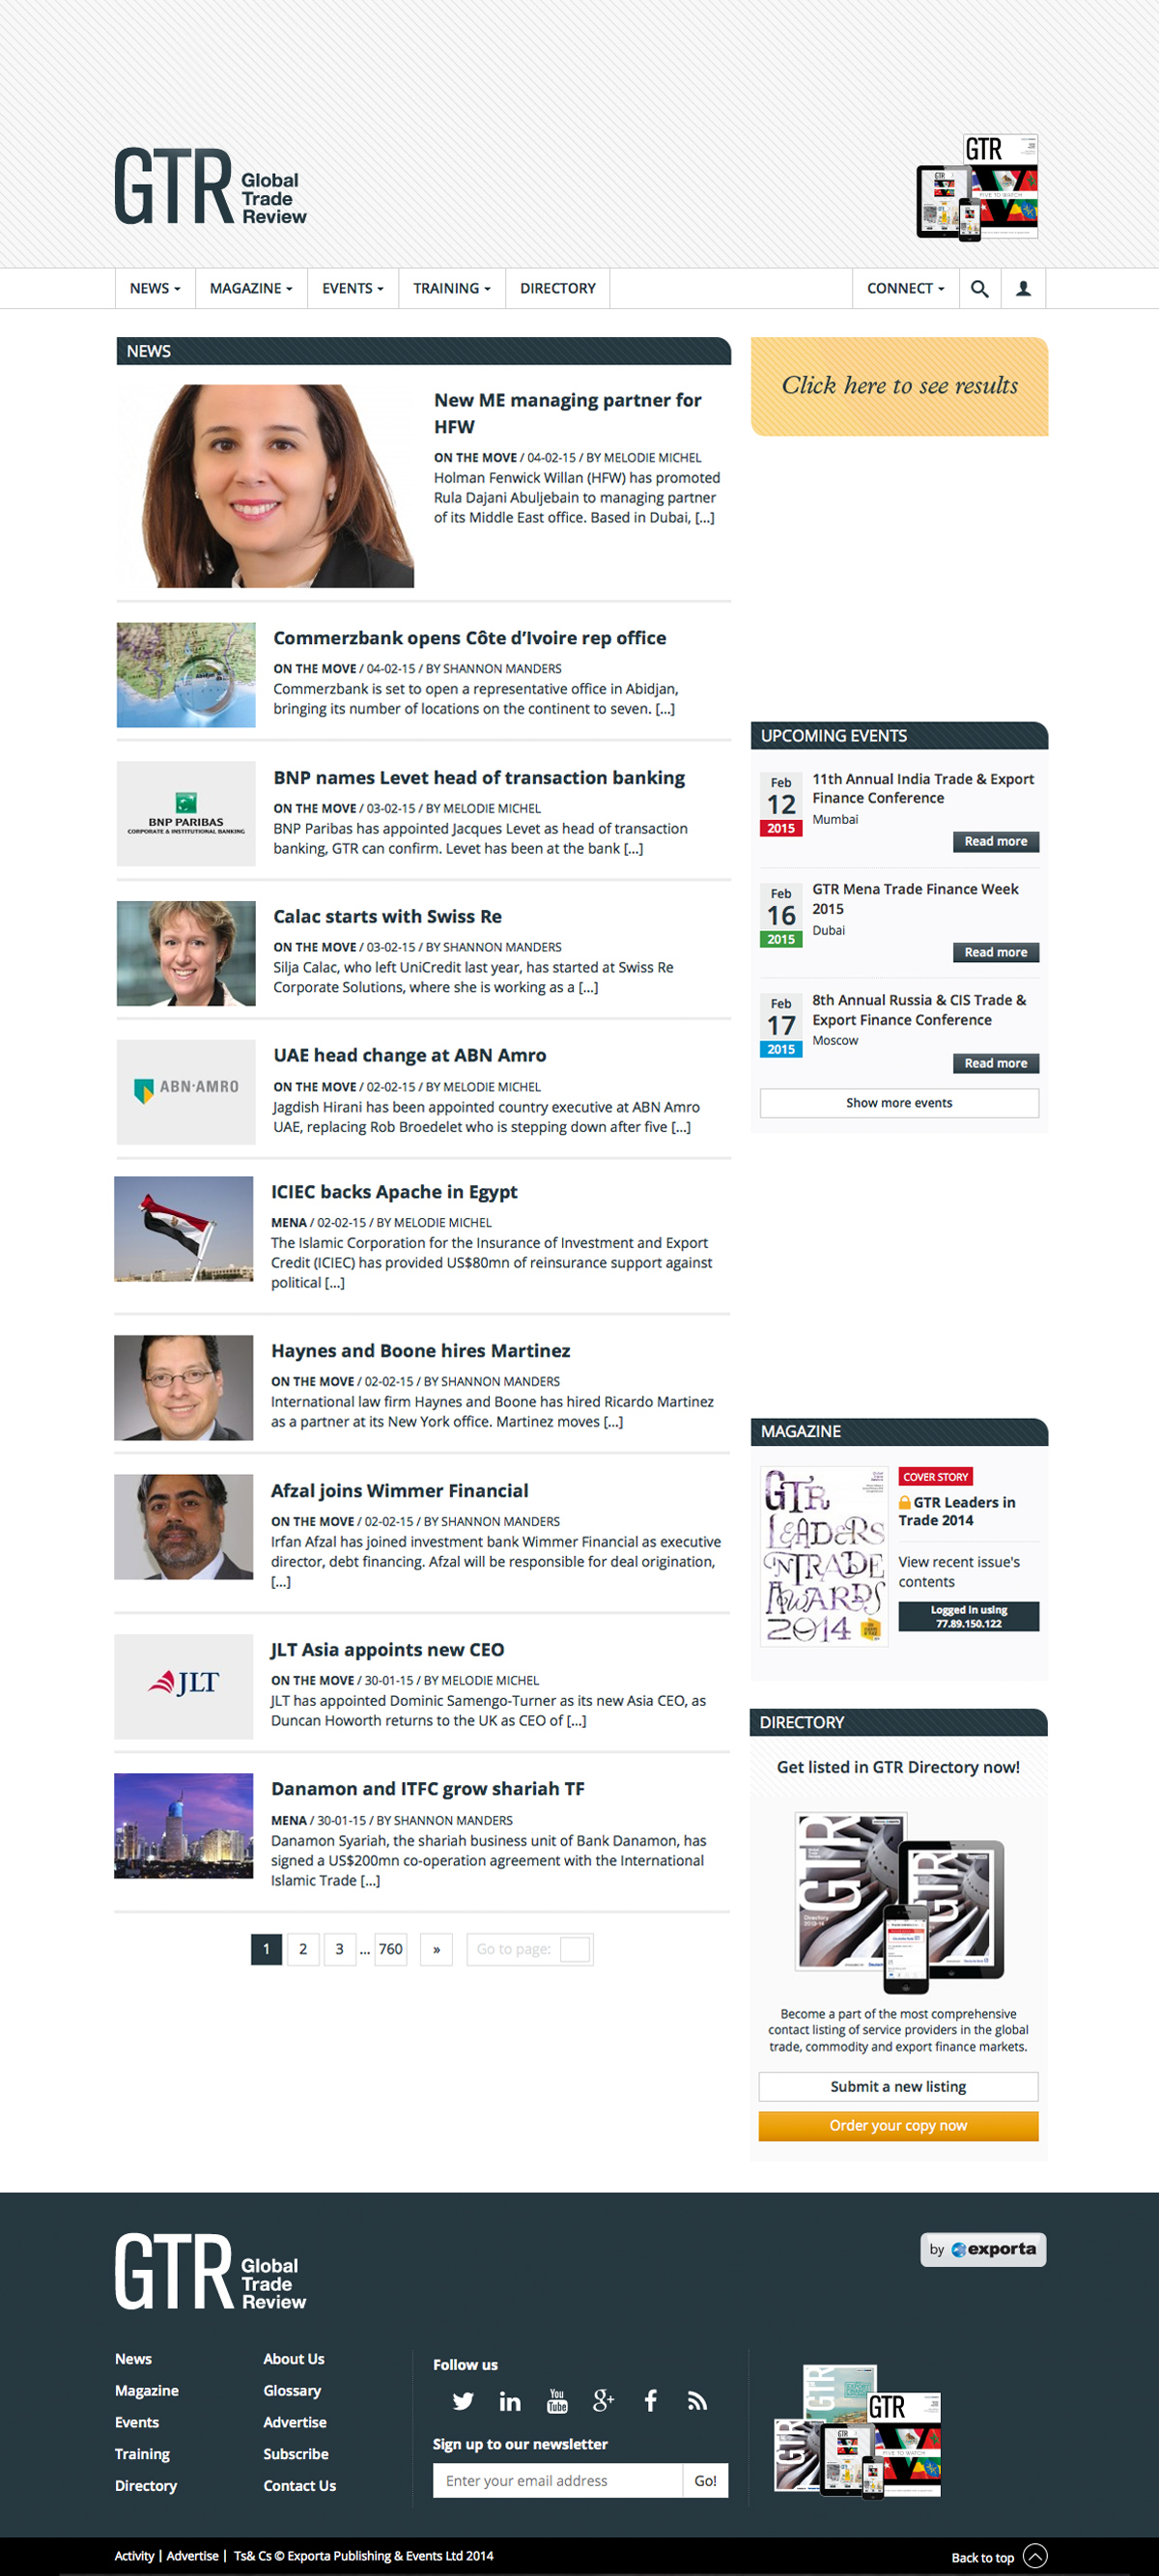 GTR Global
Trade
Review
GTR
FIVE TO WATCH
NEWS
MAGAZINE
EVENTS
TRAINING
DIRECTORY
CONNECT
NEWS
New ME managing partner for
HFW
ON THE MOVE / 04-02-15 / BY MELODIE MICHEL
Holman Fenwick Willan (HFW) has promoted
Rula Dajani Abuljebain to managing partner
of its Middle East office. Based in Dubai, [...]
Commerzbank opens Côte d’Ivoire rep office
ON THE MOVE / 04-02-15 / BY SHANNON MANDERS
Commerzbank is set to open a representative office in Abidjan,
bringing its number of locations on the continent to seven. [...]
BNP PARIBAS
CORPORATE & INSTITUTIONAL BANKING
BNP names Levet head of transaction banking
ON THE MOVE / 03-02-15 / BY MELODIE MICHEL
BNP Paribas has appointed Jacques Levet as head of transaction
banking, GTR can confirm. Levet has been at the bank [...]
Calac starts with Swiss Re
ON THE MOVE / 03-02-15 / BY SHANNON MANDERS
Silja Calac, who left UniCredit last year, has started at Swiss Re
Corporate Solutions, where she is working as a [...]
ABN·AMRO
UAE head change at ABN Amro
ON THE MOVE / 02-02-15 / BY MELODIE MICHEL
Jagdish Hirani has been appointed country executive at ABN Amro
UAE, replacing Rob Broedelet who is stepping down after five [...]
ICIEC backs Apache in Egypt
MENA / 02-02-15 / BY MELODIE MICHEL
The Islamic Corporation for the Insurance of Investment and Export
Credit (ICIEC) has provided US$80mn of reinsurance support against
political [...]
Haynes and Boone hires Martinez
ON THE MOVE / 02-02-15 / BY SHANNON MANDERS
International law firm Haynes and Boone has hired Ricardo Martinez
as a partner at its New York office. Martinez moves [...]
Afzal joins Wimmer Financial
ON THE MOVE / 02-02-15 / BY SHANNON MANDERS
Irfan Afzal has joined investment bank Wimmer Financial as executive
director, debt financing. Afzal will be responsible for deal origination,
[...]
JLT
JLT Asia appoints new CEO
ON THE MOVE / 30-01-15 / BY MELODIE MICHEL
JLT has appointed Dominic Samengo-Turner as its new Asia CEO, as
Duncan Howorth returns to the UK as CEO of [...]
Danamon and ITFC grow shariah TF
MENA / 30-01-15 / BY SHANNON MANDERS
Danamon Syariah, the shariah business unit of Bank Danamon, has
signed a US$200mn co-operation agreement with the International
Islamic Trade [...]
1 2 3 ... 760 » Go to page:
Click here to see results
UPCOMING EVENTS
Feb
12
2015
11th Annual India Trade & Export
Finance Conference
Mumbai
Read more
Feb
16
2015
GTR Mena Trade Finance Week
2015
Dubai
Read more
Feb
17
2015
8th Annual Russia & CIS Trade &
Export Finance Conference
Moscow
Read more
Show more events
MAGAZINE
GTR
LEADERS
'N TRADE
AWARDS
2014
COVER STORY
GTR Leaders in
Trade 2014
View recent issue's
contents
Logged in using
77.89.150.122
DIRECTORY
Get listed in GTR Directory now!
GTR
Directory
2013-14
GTR
Become a part of the most comprehensive
contact listing of service providers in the global
trade, commodity and export finance markets.
Submit a new listing
Order your copy now
GTR Global
Trade
Review
by exporta
News
Magazine
Events
Training
Directory
About Us
Glossary
Advertise
Subscribe
Contact Us
Follow us
You
Tube
Sign up to our newsletter
Enter your email address
Go!
GTR
GTR
GTR
FIVE TO WATCH
Activity | Advertise | Ts& Cs © Exporta Publishing & Events Ltd 2014
Back to top